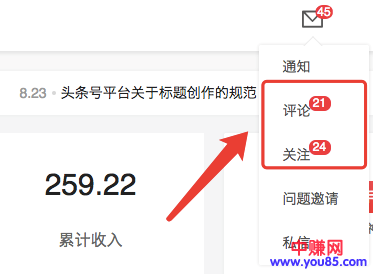 45
通知
8.23 • 头条号平台关于标题创作的规范
评论 21
关注 24
259.22
问题邀请
累计收入
私信
中赚网
www.you85.com